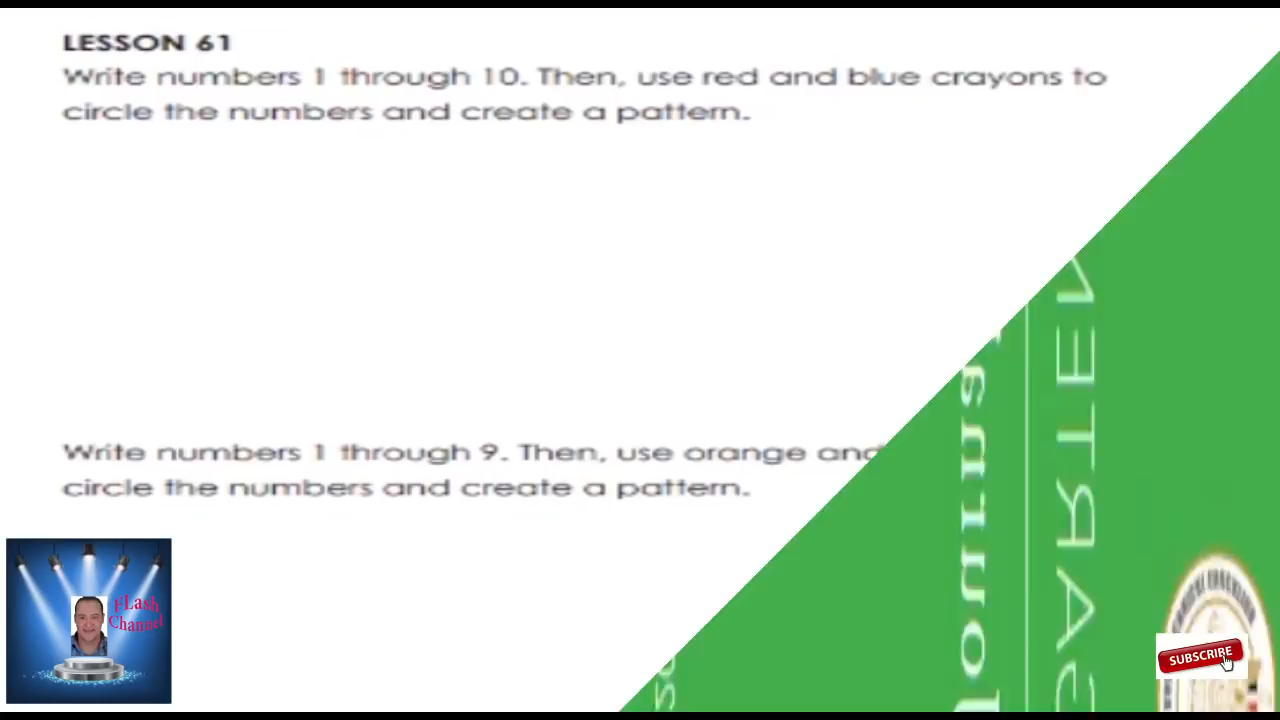 LESSON 61
Write numbers 1 through 10. Then, use red and blue crayons to
circle the numbers and create a pattern.
Write numbers 1 through 9. Then, use orange and
circle the numbers and create a pattern.
FLash
Channel
SUBSCRIBE